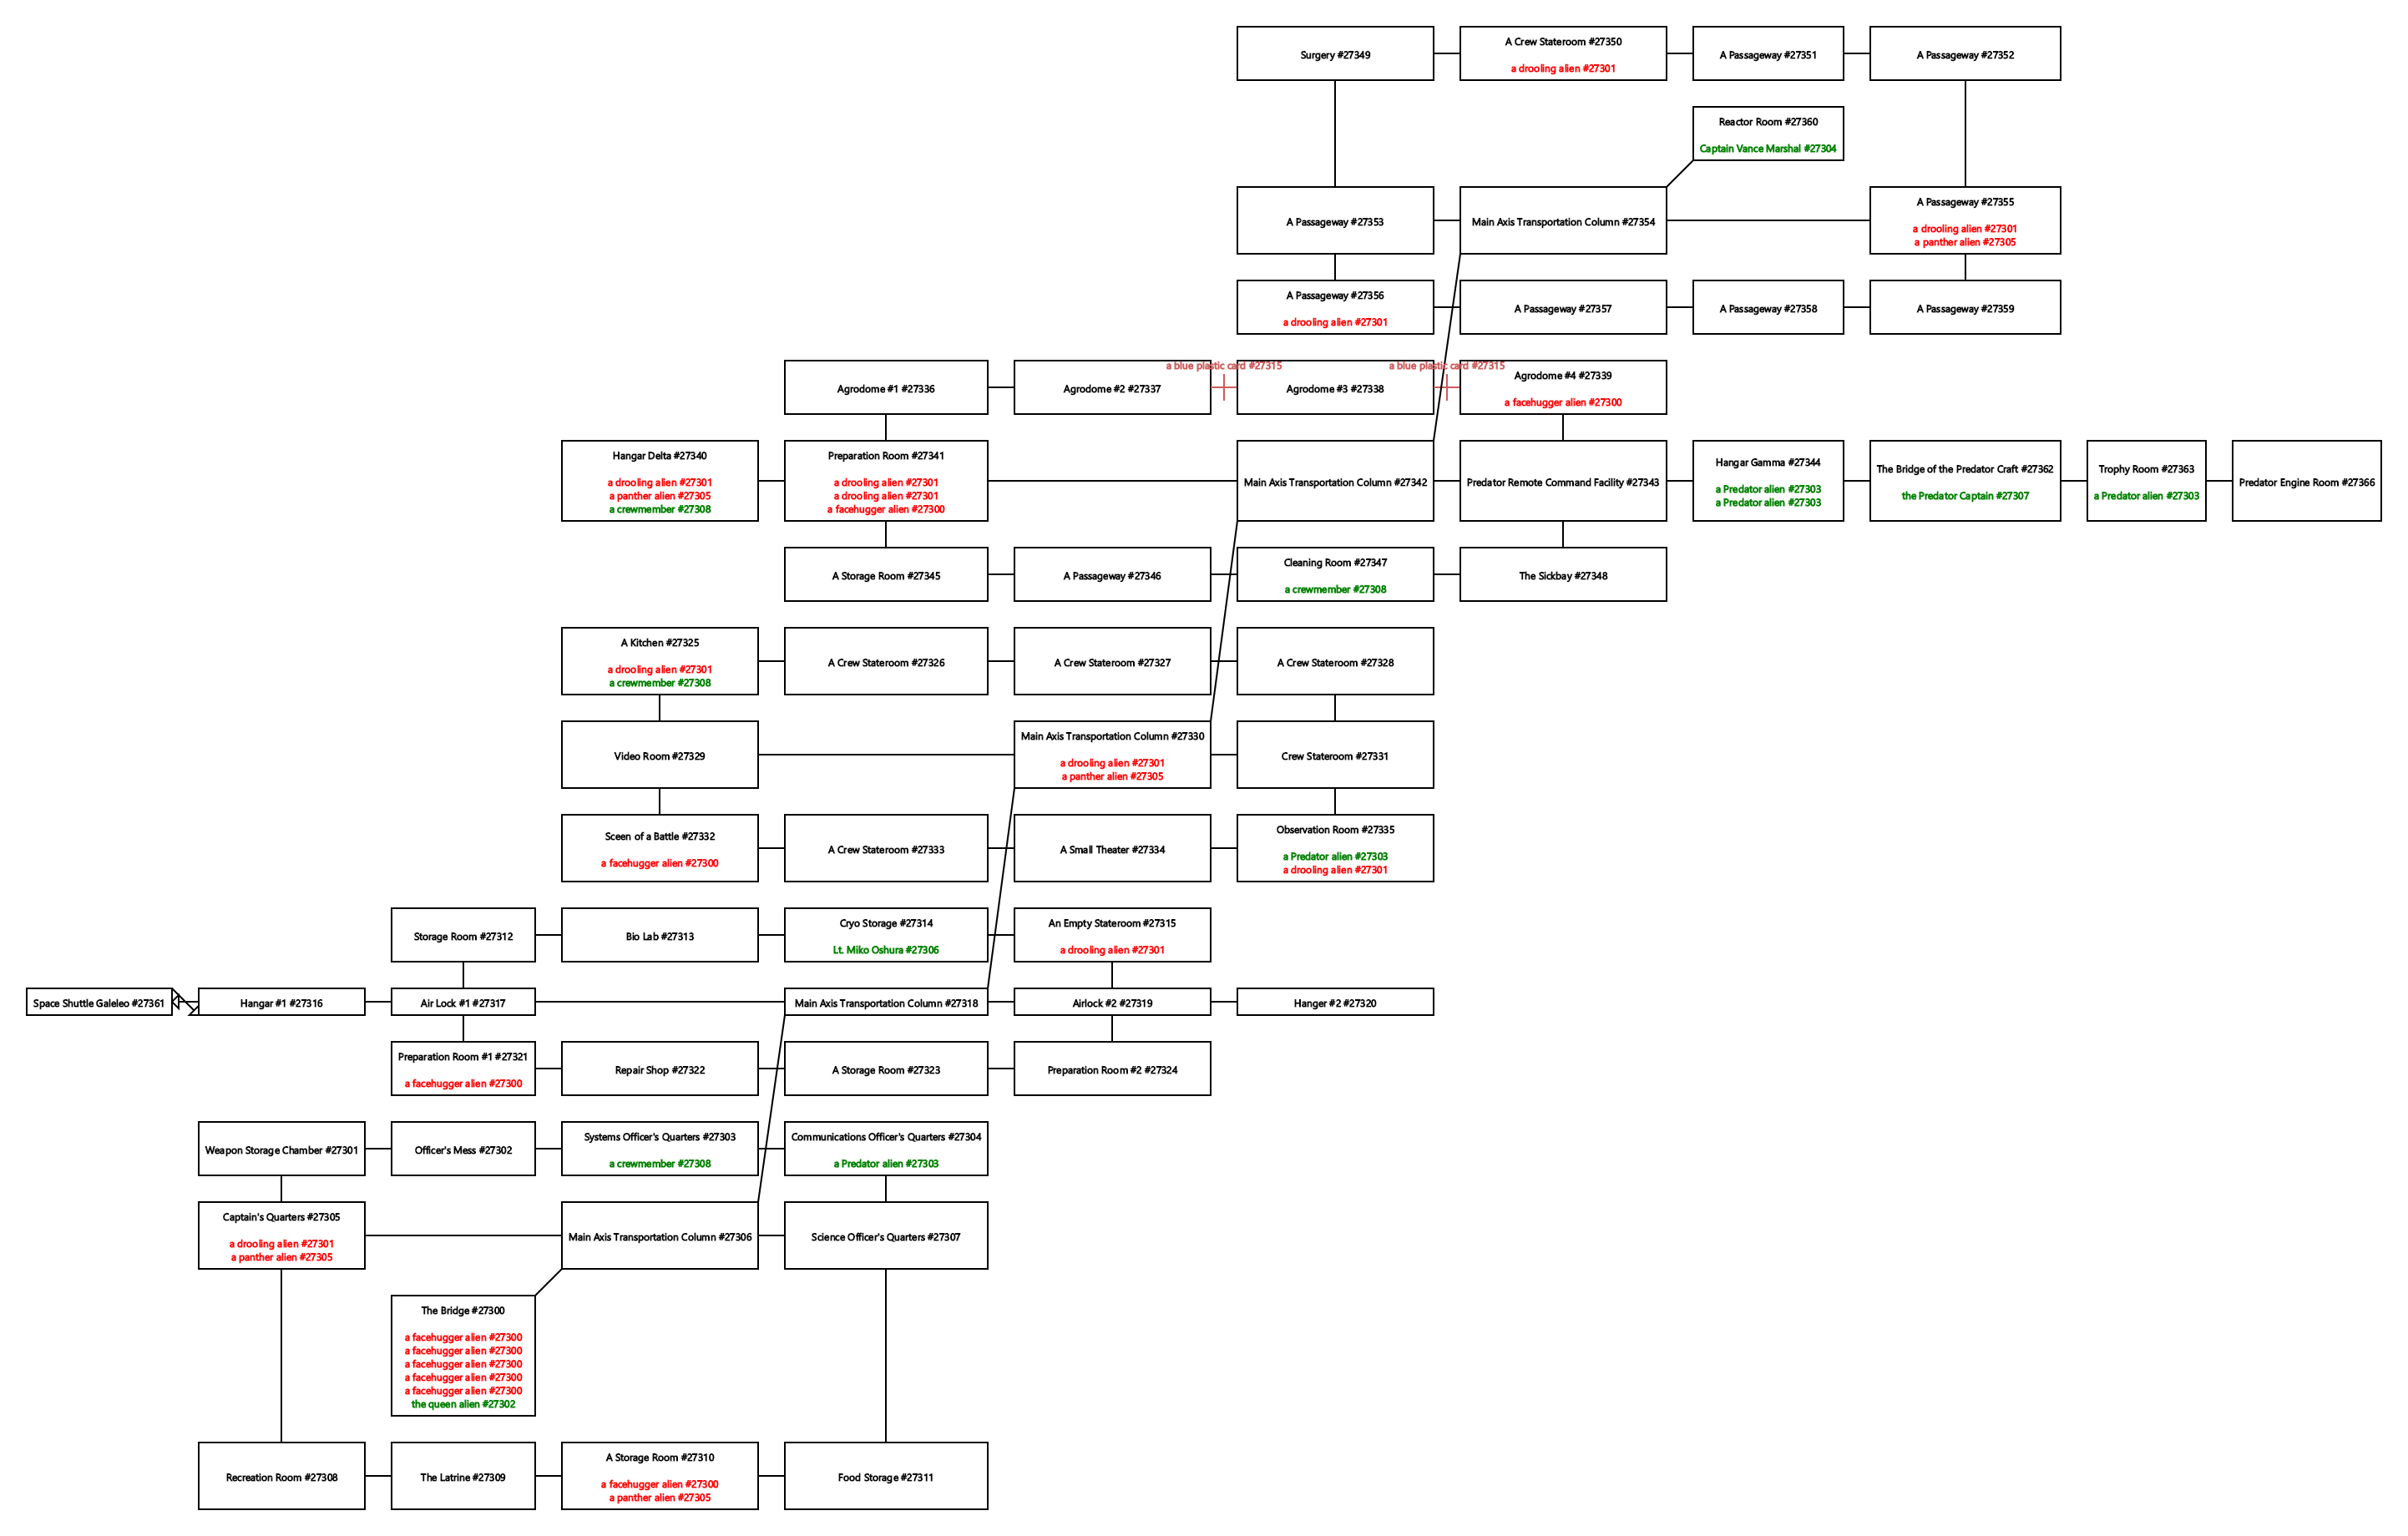 Surgery #27349
A Crew Stateroom #27350
a drooling alien #27301
A Passageway #27351
A Passageway #27352
Reactor Room #27360
Captain Vance Marshal #27304
A Passageway #27353
Main Axis Transportation Column #27354
A Passageway #27355
a drooling alien #27301
a panther alien #27305
A Passageway #27356
a drooling alien #27301
A Passageway #27357
A Passageway #27358
A Passageway #27359
Agrodome #1 #27336
Agrodome #2 #27337
a blue plastic card #27315
Agrodome #3 #27338
a blue plastic card #27315
Agrodome #4 #27339
a facehugger alien #27300
Hangar Delta #27340
a drooling alien #27301
a panther alien #27305
a crewmember #27308
Preparation Room #27341
a drooling alien #27301
a drooling alien #27301
a facehugger alien #27300
Main Axis Transportation Column #27342
Predator Remote Command Facility #27343
Hangar Gamma #27344
a Predator alien #27303
a Predator alien #27303
The Bridge of the Predator Craft #27362
the Predator Captain #27307
Trophy Room #27363
a Predator alien #27303
Predator Engine Room #27366
A Storage Room #27345
A Passageway #27346
Cleaning Room #27347
a crewmember #27308
The Sickbay #27348
A Kitchen #27325
a drooling alien #27301
a crewmember #27308
A Crew Stateroom #27326
A Crew Stateroom #27327
A Crew Stateroom #27328
Video Room #27329
Main Axis Transportation Column #27330
a drooling alien #27301
a panther alien #27305
Crew Stateroom #27331
Sceen of a Battle #27332
a facehugger alien #27300
A Crew Stateroom #27333
A Small Theater #27334
Observation Room #27335
a Predator alien #27303
a drooling alien #27301
Storage Room #27312
Bio Lab #27313
Cryo Storage #27314
Lt. Miko Oshura #27306
An Empty Stateroom #27315
a drooling alien #27301
Space Shuttle Galeleo #27361
Hangar #1 #27316
Air Lock #1 #27317
Main Axis Transportation Column #27318
Airlock #2 #27319
Hanger #2 #27320
Preparation Room #1 #27321
a facehugger alien #27300
Repair Shop #27322
A Storage Room #27323
Preparation Room #2 #27324
Weapon Storage Chamber #27301
Officer's Mess #27302
Systems Officer's Quarters #27303
a crewmember #27308
Communications Officer's Quarters #27304
a Predator alien #27303
Captain's Quarters #27305
a drooling alien #27301
a panther alien #27305
Main Axis Transportation Column #27306
Science Officer's Quarters #27307
The Bridge #27300
a facehugger alien #27300
a facehugger alien #27300
a facehugger alien #27300
a facehugger alien #27300
a facehugger alien #27300
the queen alien #27302
Recreation Room #27308
The Latrine #27309
A Storage Room #27310
a facehugger alien #27300
a panther alien #27305
Food Storage #27311